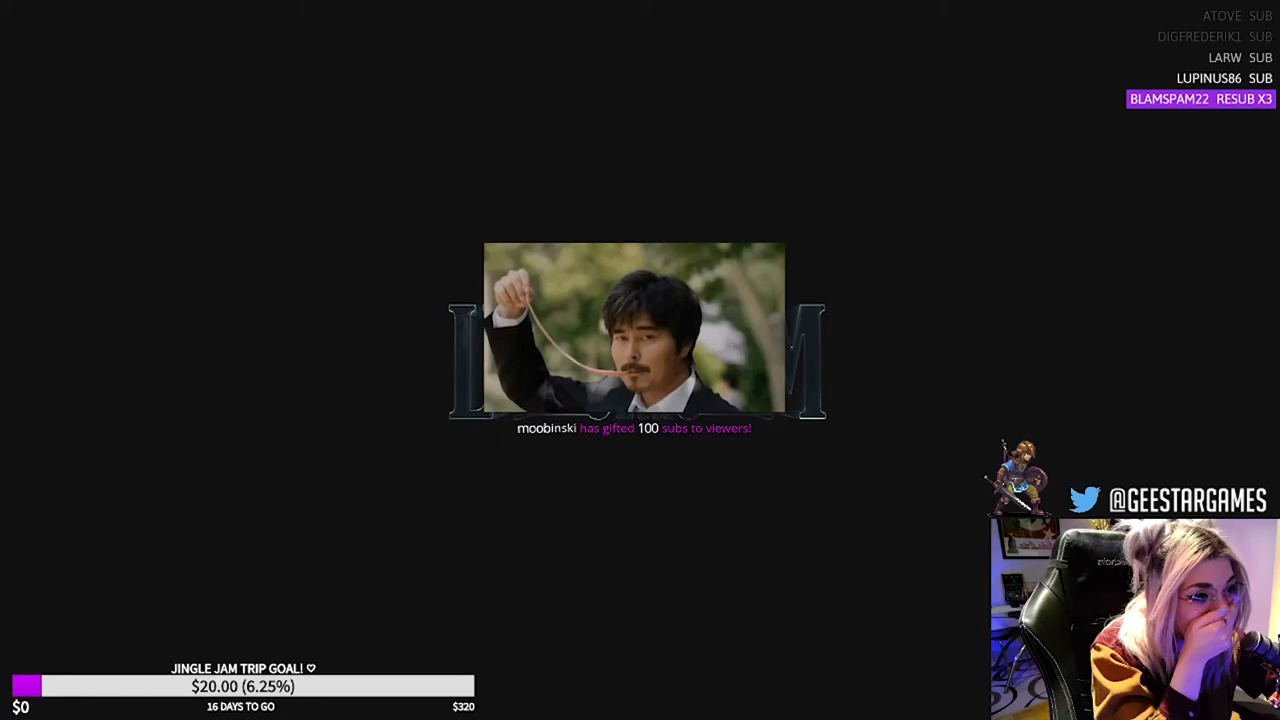 ATOVE SUB
DIGFREDERIK1 SUB
LARW SUB
LUPINUS86 SUB
BLAMSPAM22 RESUB X3
moobinski has gifted 100 subs to viewers!
@GEESTARGAMES
JINGLE JAM TRIP GOAL! ♡
$20.00 (6.25%)
$0 16 DAYS TO GO $320